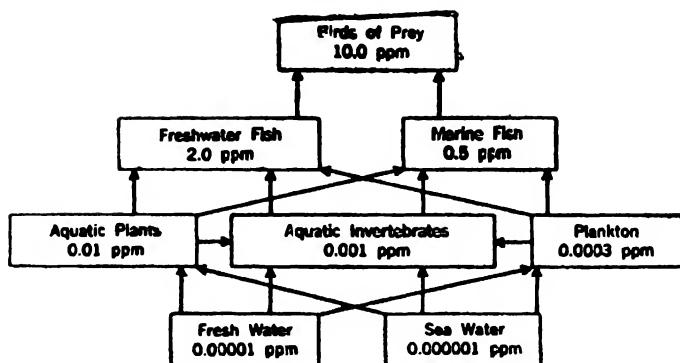 Birds of Prey
10.0 ppm
Freshwater Fish
2.0 ppm
Marine Fish
0.5 ppm
Aquatic Plants
0.01 ppm
Aquatic Invertebrates
0.001 ppm
Plankton
0.0003 ppm
Fresh Water
0.00001 ppm
Sea Water
0.000001 ppm